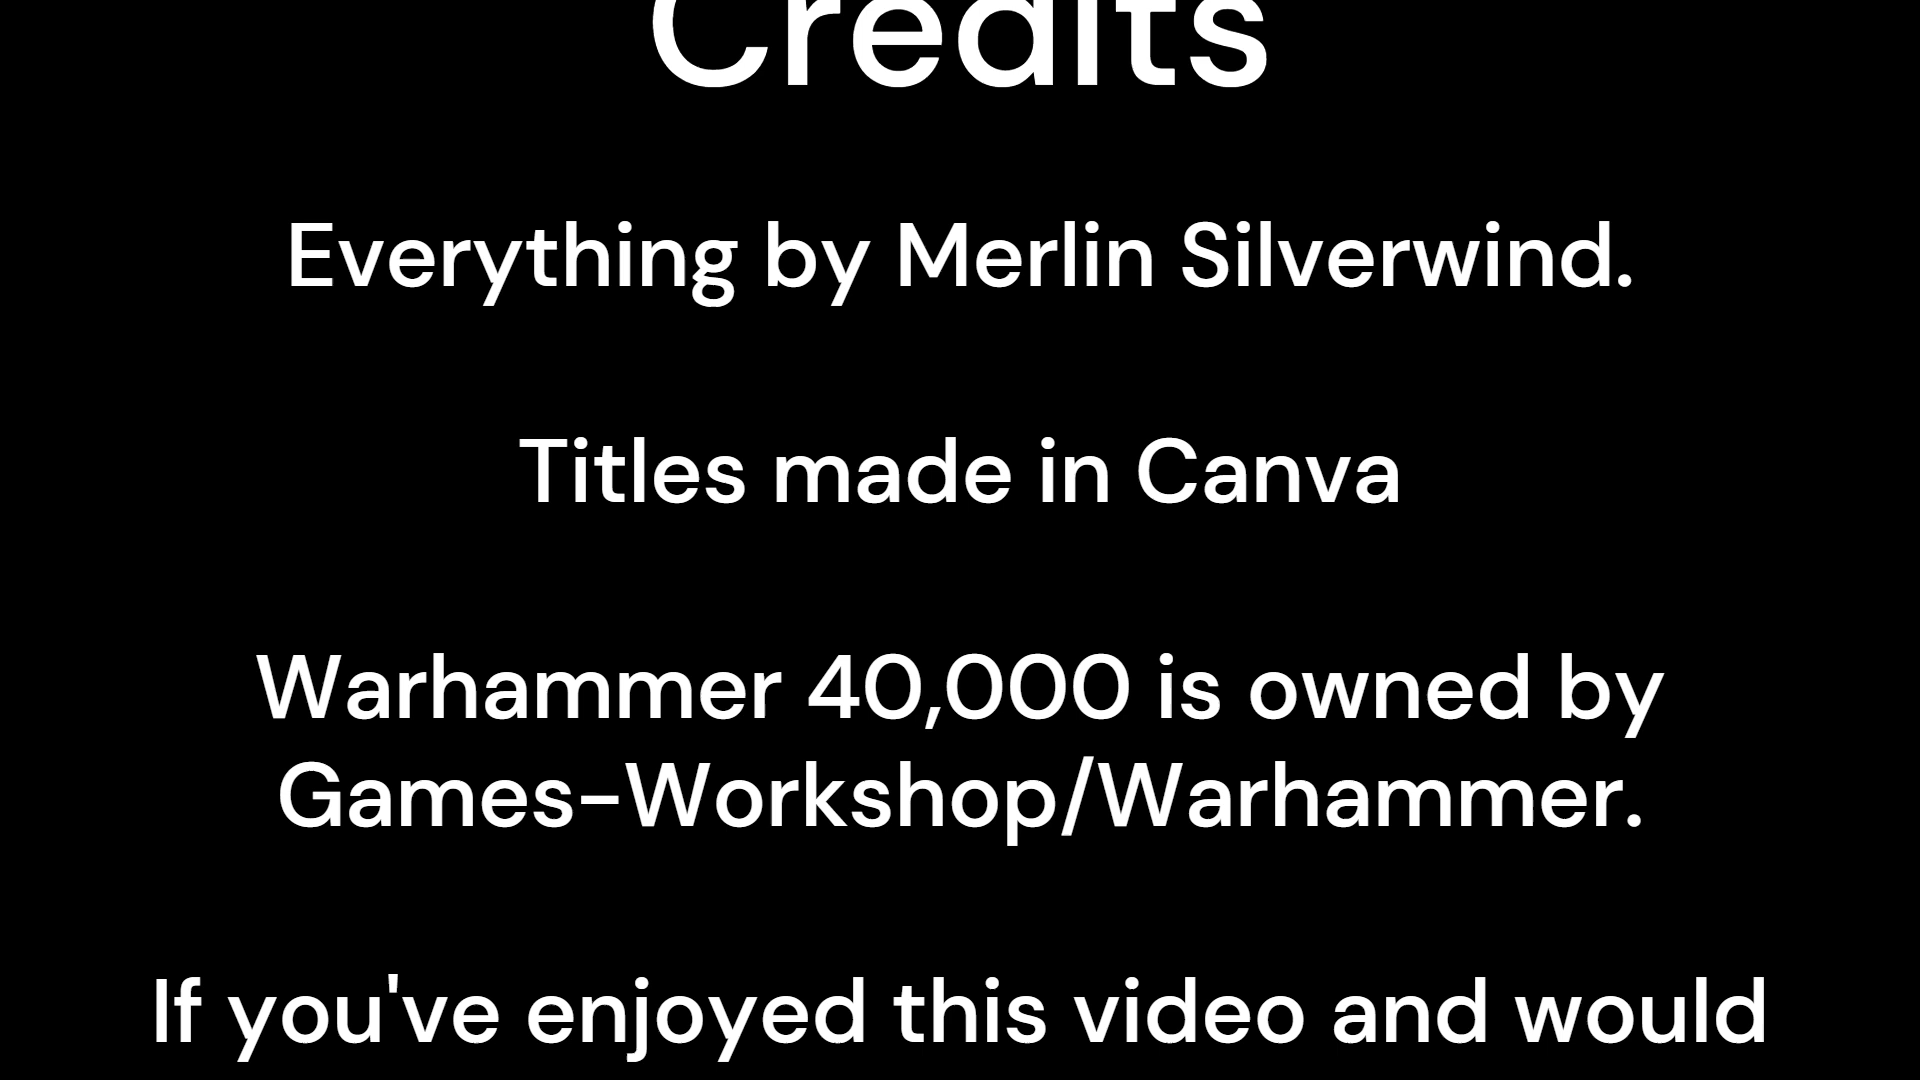 Credits
Everything by Merlin Silverwind.
Titles made in Canva
Warhammer 40,000 is owned by
Games-Workshop/Warhammer.
If you've enjoyed this video and would